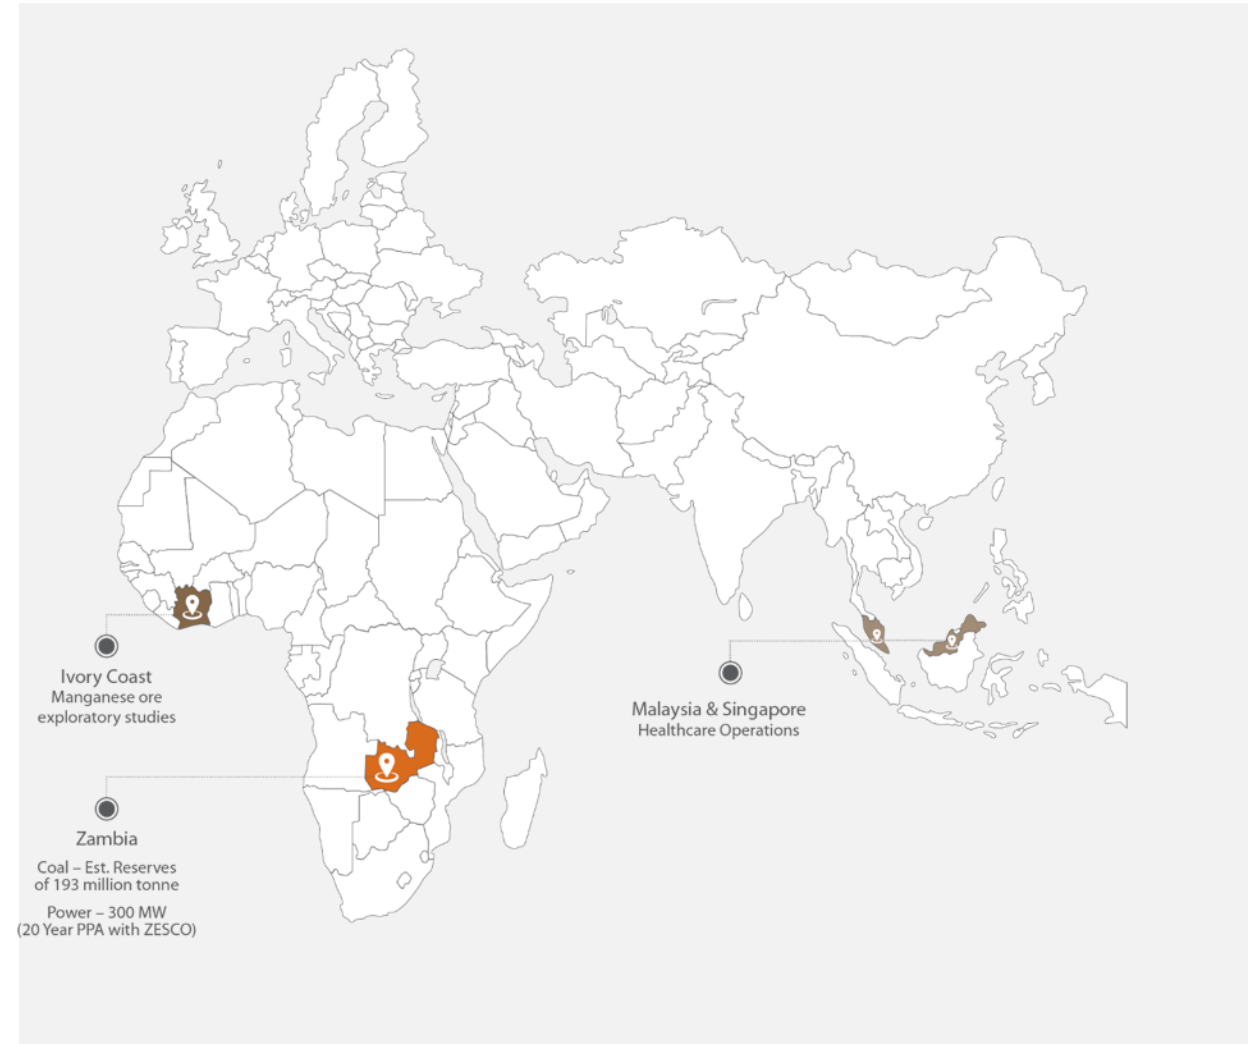 Ivory Coast
Manganese ore
exploratory studies
Malaysia & Singapore
Healthcare Operations
Zambia
Coal – Est. Reserves
of 193 million tonne
Power – 300 MW
(20 Year PPA with ZESCO)